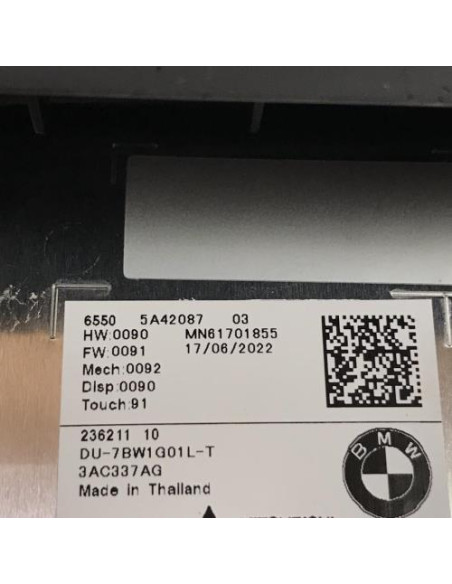 6550 5A42087 03
HW:0090 MN61701855
FW:0091 17/06/2022
Mech:0092
Disp:0090
Touch:91
236211 10
DU-7BW1G01L-T
3AC337AG
Made in Thailand
BMW